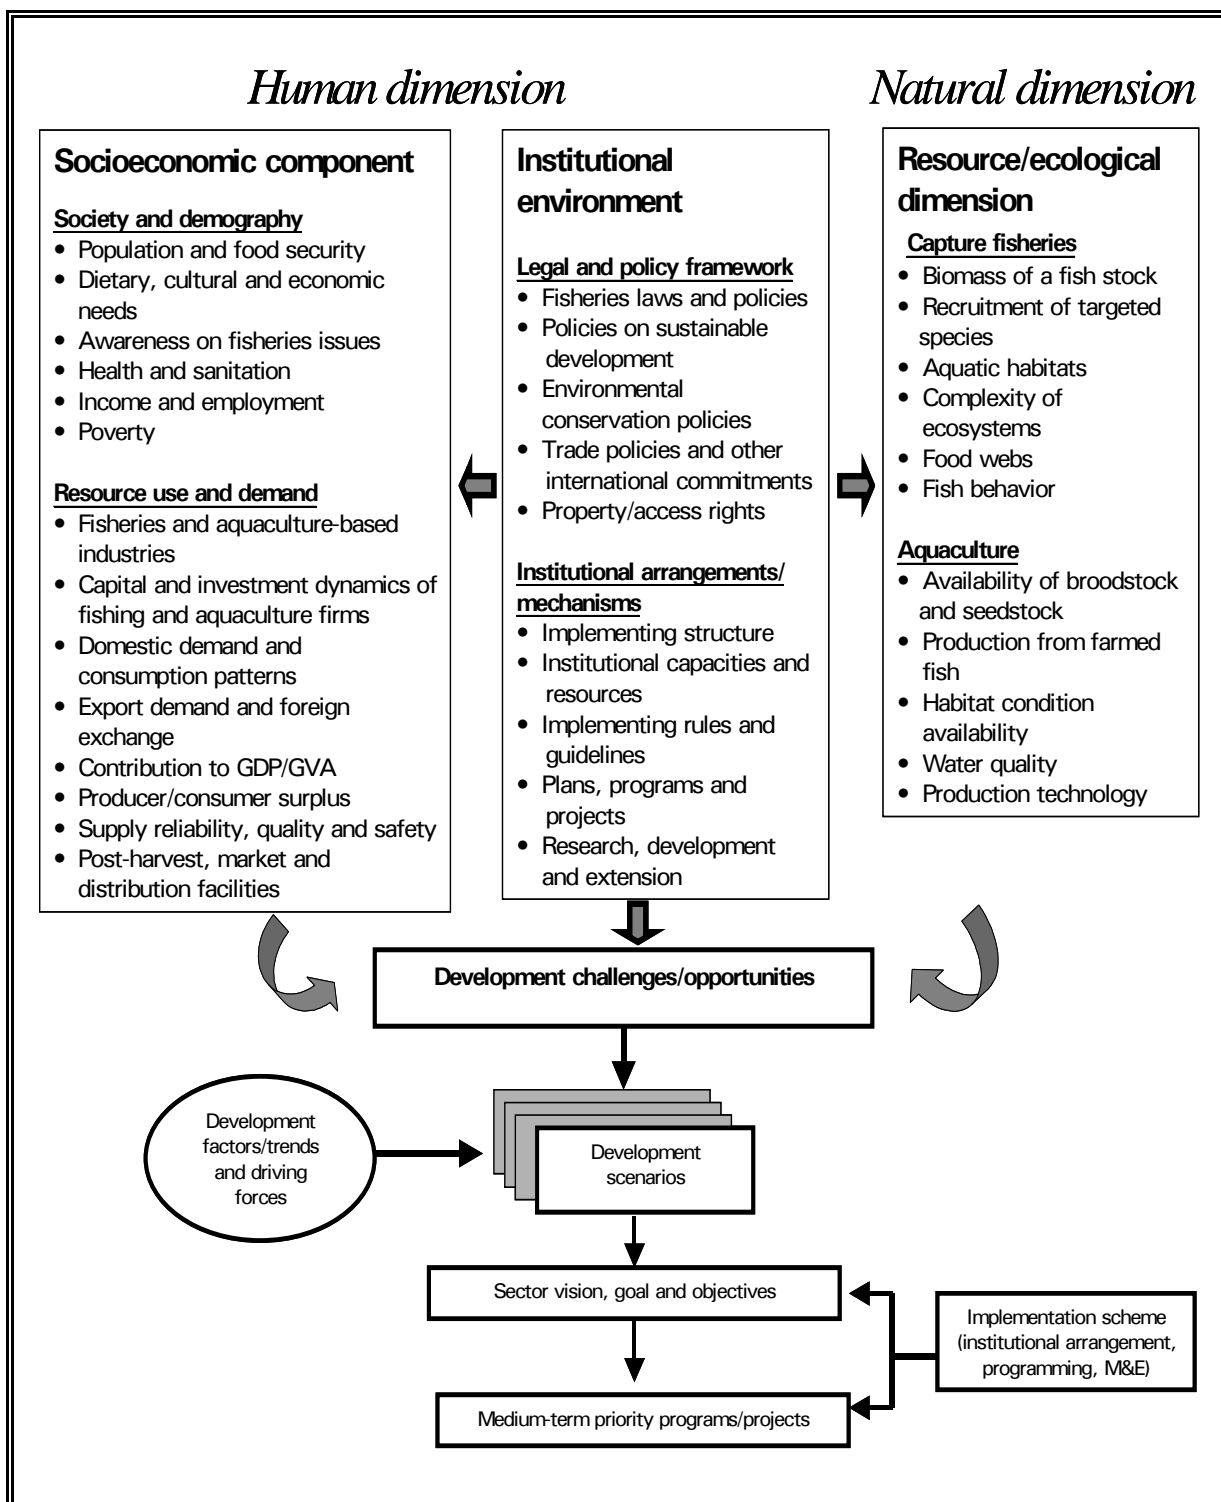 Human dimension
Natural dimension
Socioeconomic component
Society and demography
• Population and food security
• Dietary, cultural and economic
needs
• Awareness on fisheries issues
• Health and sanitation
• Income and employment
• Poverty
Resource use and demand
• Fisheries and aquaculture-based
industries
• Capital and investment dynamics of
fishing and aquaculture firms
• Domestic demand and
consumption patterns
• Export demand and foreign
exchange
• Contribution to GDP/GVA
• Producer/consumer surplus
• Supply reliability, quality and safety
• Post-harvest, market and
distribution facilities
Institutional
environment
Legal and policy framework
• Fisheries laws and policies
• Policies on sustainable
development
• Environmental
conservation policies
• Trade policies and other
international commitments
• Property/access rights
Institutional arrangements/
mechanisms
• Implementing structure
• Institutional capacities and
resources
• Implementing rules and
guidelines
• Plans, programs and
projects
• Research, development
and extension
Resource/ecological
dimension
Capture fisheries
• Biomass of a fish stock
• Recruitment of targeted
species
• Aquatic habitats
• Complexity of
ecosystems
• Food webs
• Fish behavior
Aquaculture
• Availability of broodstock
and seedstock
• Production from farmed
fish
• Habitat condition
availability
• Water quality
• Production technology
Development challenges/opportunities
Development
factors/trends
and driving
forces
Development
scenarios
Sector vision, goal and objectives
Implementation scheme
(institutional arrangement,
programming, M&E)
Medium-term priority programs/projects